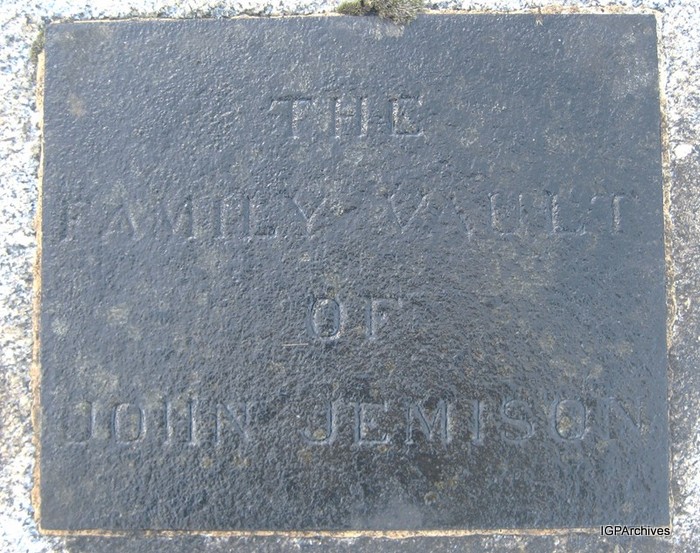 THE
FAMILY VAULT
OF
JOHN JEMISON
IGPArchives